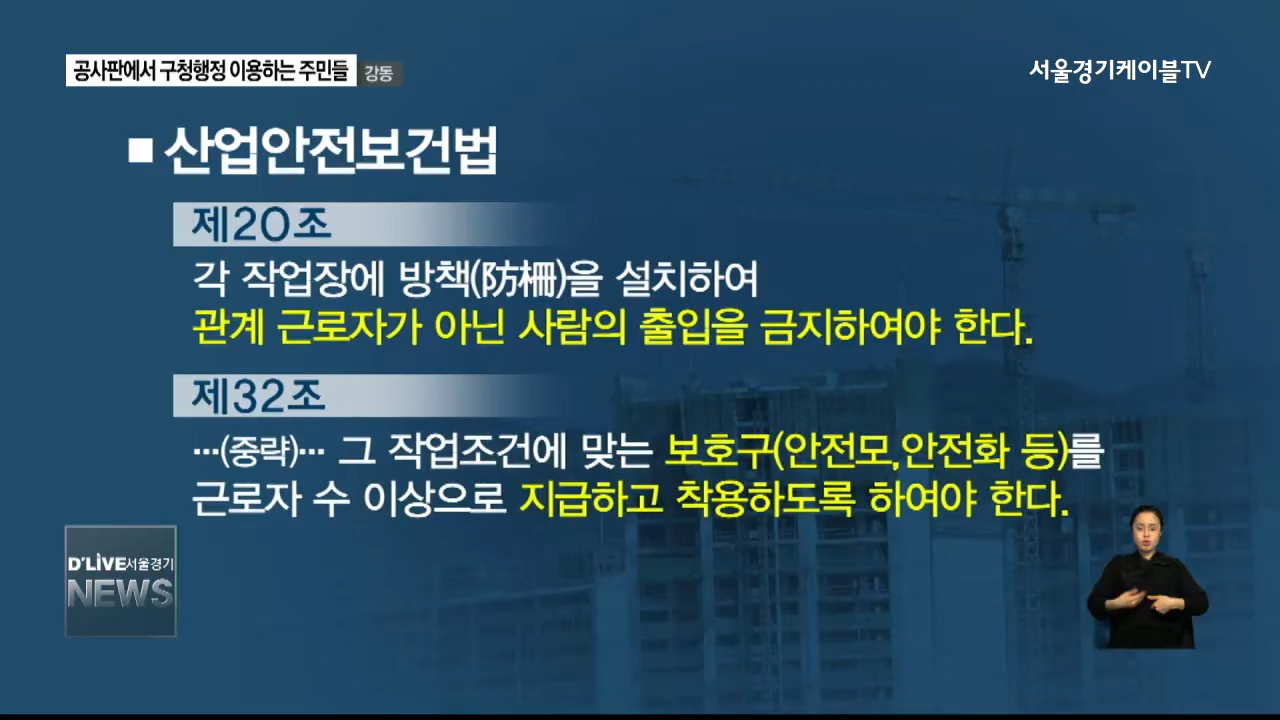 공사판에서 구청행정 이용하는 주민들 강동
서울경기케이블TV
■ 산업안전보건법
제20조
각 작업장에 방책(防柵)을 설치하여
관계 근로자가 아닌 사람의 출입을 금지하여야 한다.
제32조
…(중략)… 그 작업조건에 맞는 보호구(안전모,안전화 등)를
근로자 수 이상으로 지급하고 착용하도록 하여야 한다.
D'LIVE서울경기
NEWS